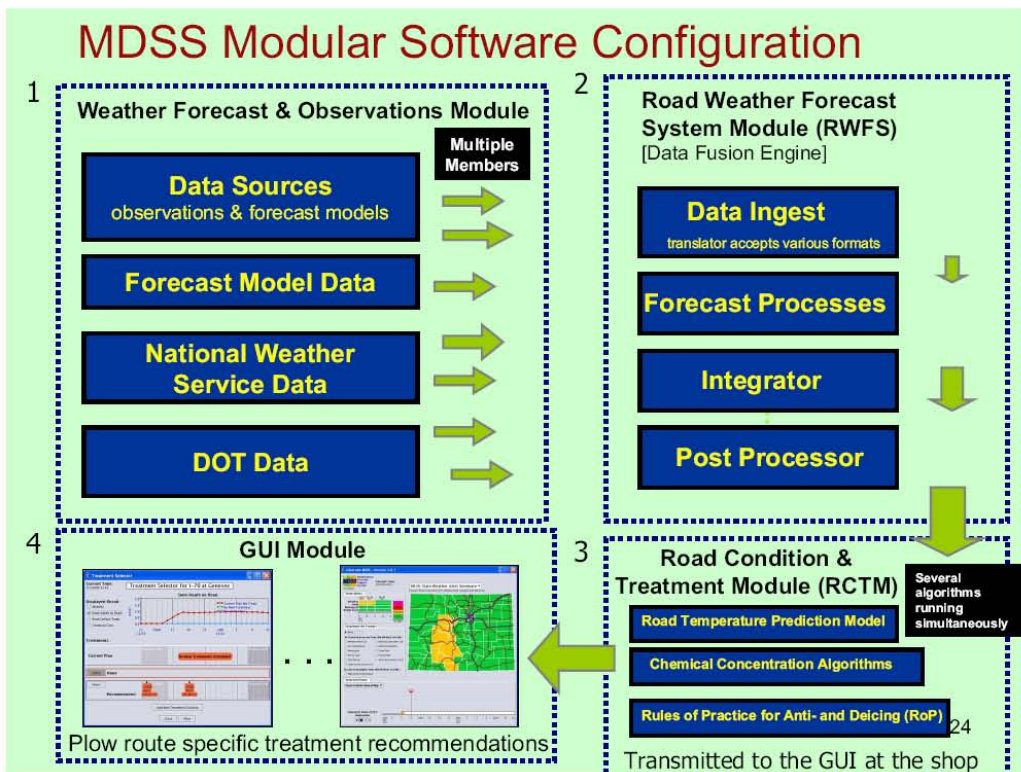 MDSS Modular Software Configuration
1
Weather Forecast & Observations Module
Multiple
Members
Data Sources
observations & forecast models
Forecast Model Data
National Weather
Service Data
DOT Data
2
Road Weather Forecast
System Module (RWFS)
[Data Fusion Engine]
Data Ingest
translator accepts various formats
Forecast Processes
Integrator
Post Processor
3
Road Condition &
Treatment Module (RCTM)
Several
algorithms
running
simultaneously
Road Temperature Prediction Model
Chemical Concentration Algorithms
Rules of Practice for Anti- and Deicing (RoP)
24
Transmitted to the GUI at the shop
4
GUI Module
Treatment Selector
Treatment Selector for I-70 at Genesee
. . .
Plow route specific treatment recommendations